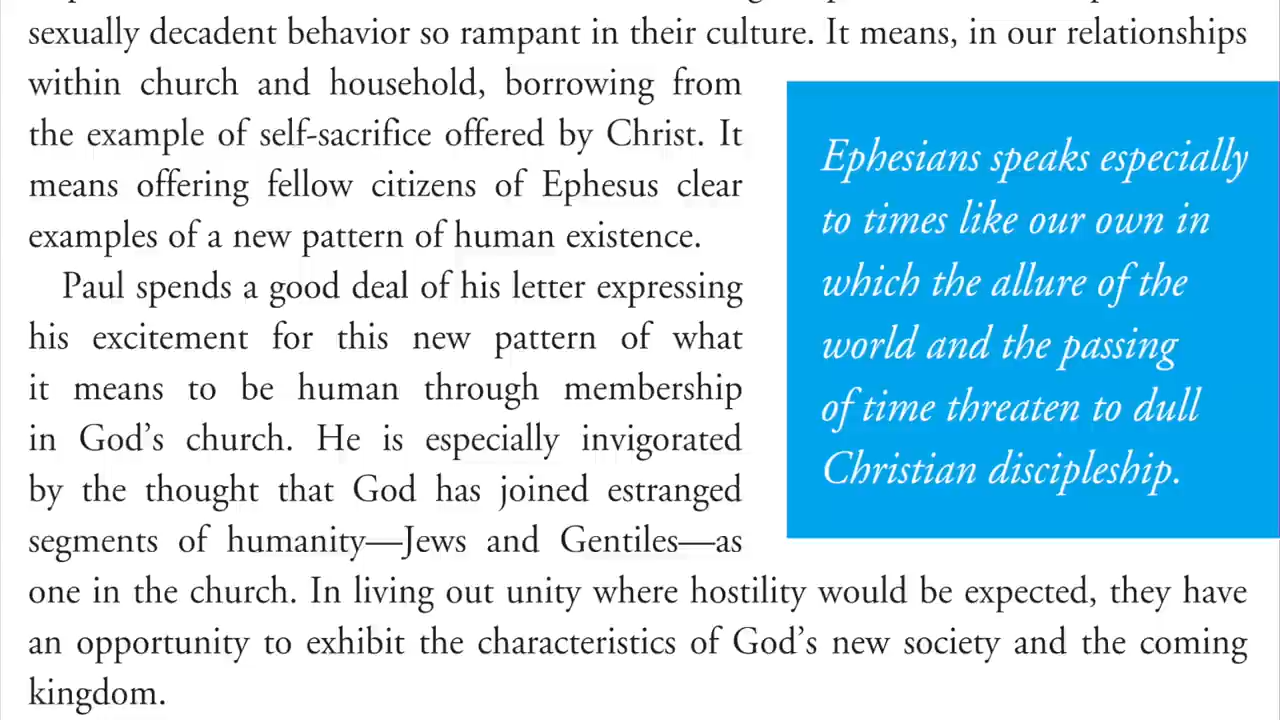 sexually decadent behavior so rampant in their culture. It means, in our relationships
within church and household, borrowing from
the example of self-sacrifice offered by Christ. It
means offering fellow citizens of Ephesus clear
examples of a new pattern of human existence.
Paul spends a good deal of his letter expressing
his excitement for this new pattern of what
it means to be human through membership
in God’s church. He is especially invigorated
by the thought that God has joined estranged
segments of humanity—Jews and Gentiles—as
one in the church. In living out unity where hostility would be expected, they have
an opportunity to exhibit the characteristics of God’s new society and the coming
kingdom.
Ephesians speaks especially
to times like our own in
which the allure of the
world and the passing
of time threaten to dull
Christian discipleship.